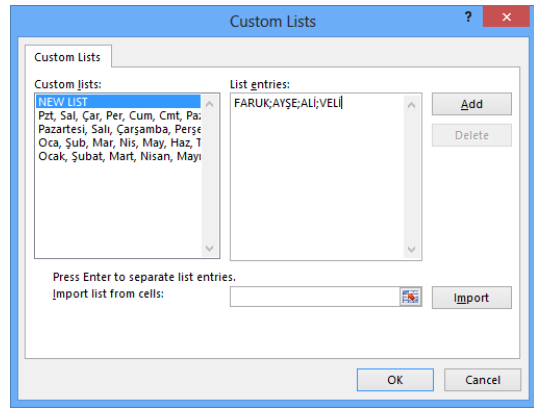 Custom Lists
?
Custom Lists
Custom lists:
List entries:
NEW LIST
Pzt, Sal, Çar, Per, Cum, Cmt, Paz
Pazartesi, Salı, Çarşamba, Perşe
Oca, Şub, Mar, Nis, May, Haz, T
Ocak, Şubat, Mart, Nisan, Mayı
FARUK;AYŞE;ALİ;VELİ
Add
Delete
Press Enter to separate list entries.
Import list from cells:
Import
OK
Cancel